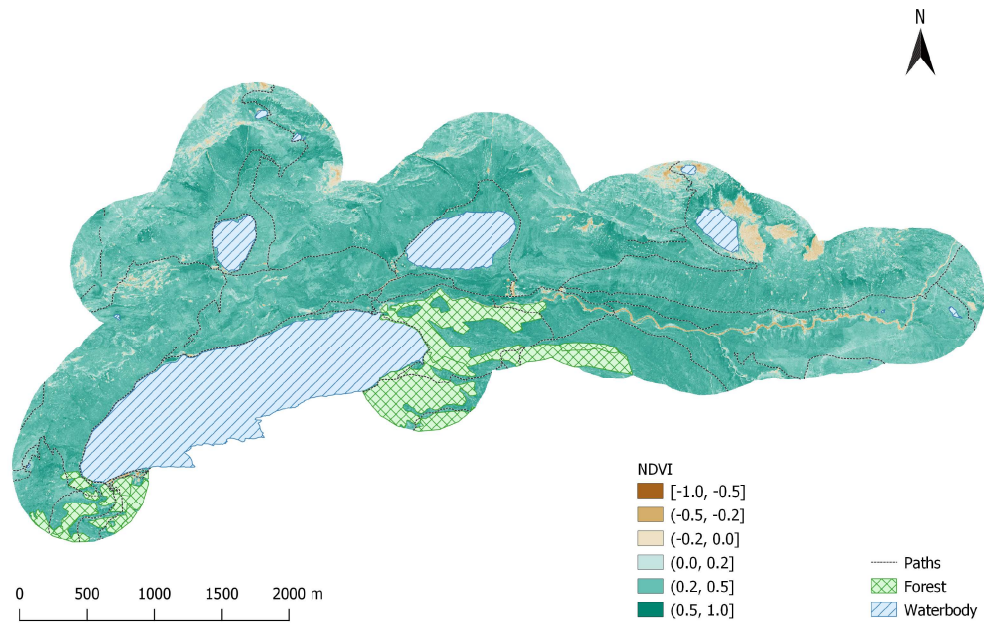 N
NDVI
[-1.0, -0.5]
(-0.5, -0.2]
(-0.2, 0.0]
(0.0, 0.2]
(0.2, 0.5]
(0.5, 1.0]
Paths
Forest
Waterbody
0 500 1000 1500 2000 m